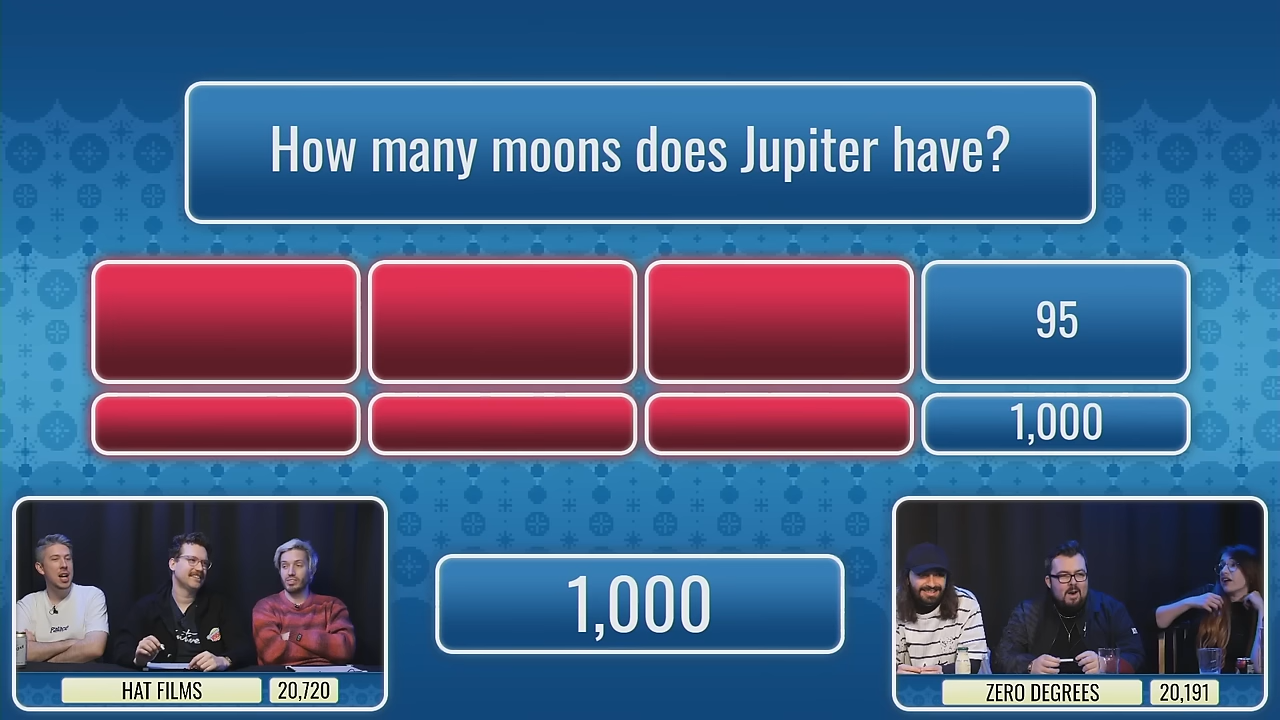 How many moons does Jupiter have?
95
1,000
1,000
Palace
HAT FILMS
20,720
ZERO DEGREES
20,191